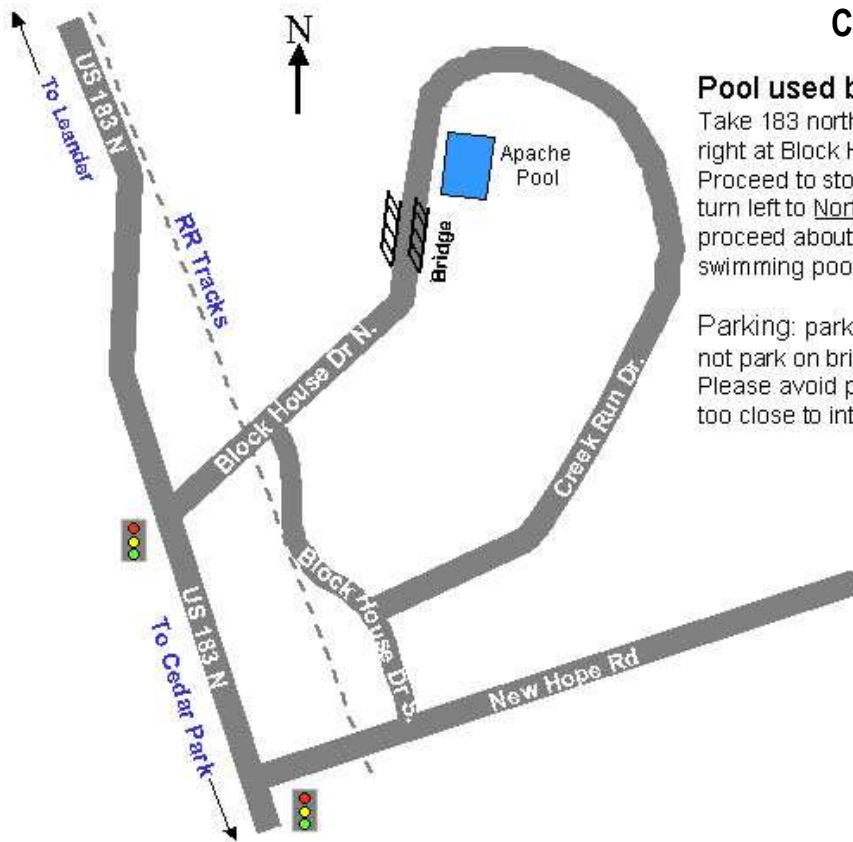 C
N
Pool used b
Take 183 north
right at Block H
Proceed to sto
turn left to Nor
proceed about
swimming poo
Parking: park
not park on bri
Please avoid p
too close to int
To Leander
US 183 N
RR Tracks
Apache
Pool
Bridge
Block House Dr N.
Creek Run Dr.
Block House Dr S.
US 183 N
To Cedar Park
New Hope Rd